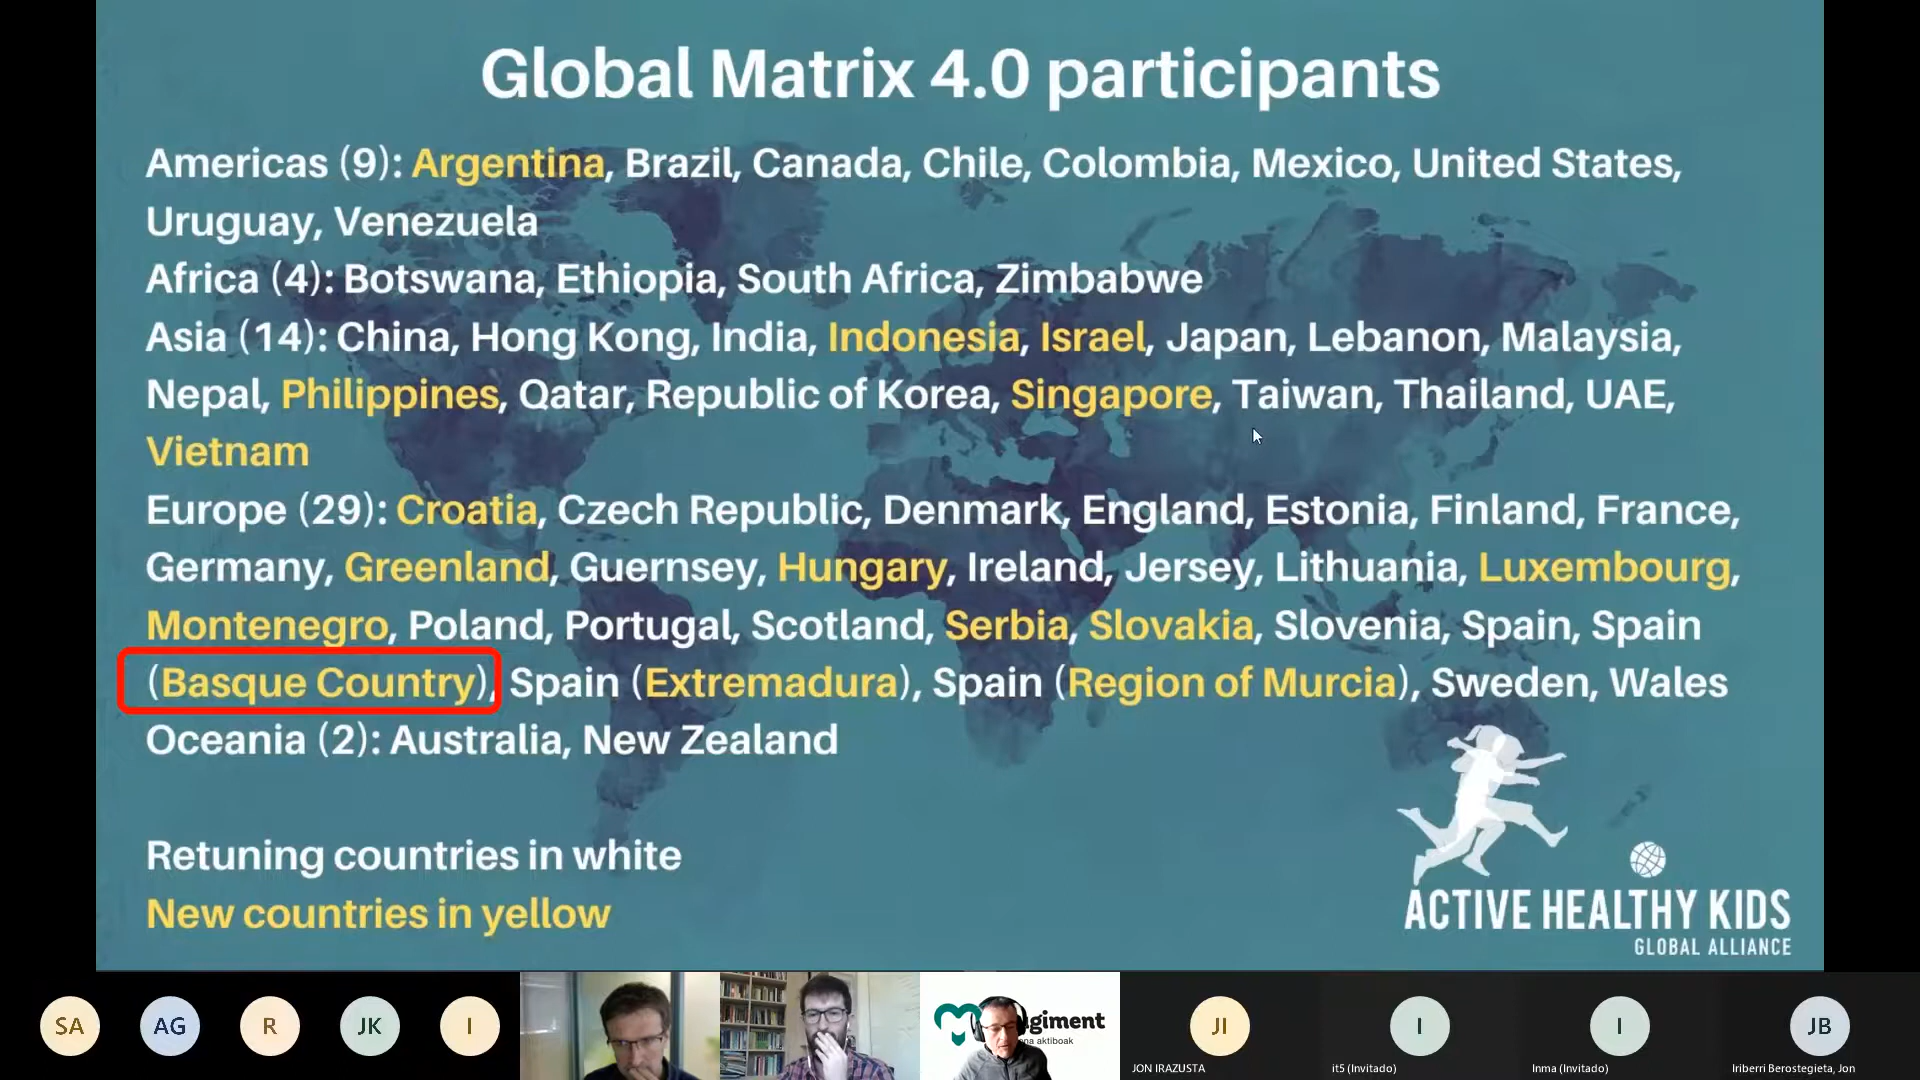 Global Matrix 4.0 participants
Americas (9): Argentina, Brazil, Canada, Chile, Colombia, Mexico, United States,
Uruguay, Venezuela
Africa (4): Botswana, Ethiopia, South Africa, Zimbabwe
Asia (14): China, Hong Kong, India, Indonesia, Israel, Japan, Lebanon, Malaysia,
Nepal, Philippines, Qatar, Republic of Korea, Singapore, Taiwan, Thailand, UAE,
Vietnam
Europe (29): Croatia, Czech Republic, Denmark, England, Estonia, Finland, France,
Germany, Greenland, Guernsey, Hungary, Ireland, Jersey, Lithuania, Luxembourg,
Montenegro, Poland, Portugal, Scotland, Serbia, Slovakia, Slovenia, Spain, Spain
(Basque Country), Spain (Extremadura), Spain (Region of Murcia), Sweden, Wales
Oceania (2): Australia, New Zealand
Retuning countries in white
New countries in yellow
ACTIVE HEALTHY KIDS
GLOBAL ALLIANCE
SA
AG
R
JK
I
aktiboak
JI
JON IRAZUSTA
I
it5 (Invitado)
I
Inma (Invitado)
JB
Iriberri Berostegieta, Jon